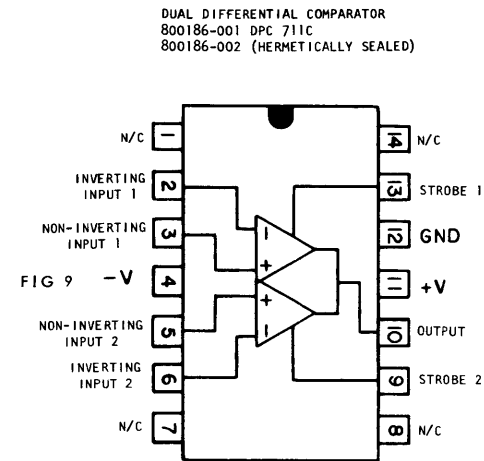 DUAL DIFFERENTIAL COMPARATOR
800186-001 DPC 711C
800186-002 (HERMETICALLY SEALED)
N/C 1
14 N/C
INVERTING
INPUT 1
2
13 STROBE 1
NON-INVERTING
INPUT 1
3
12 GND
FIG 9
-V 4
11 +V
NON-INVERTING
INPUT 2
5
10 OUTPUT
INVERTING
INPUT 2
6
9 STROBE 2
N/C 7
8 N/C
-
+
+
-